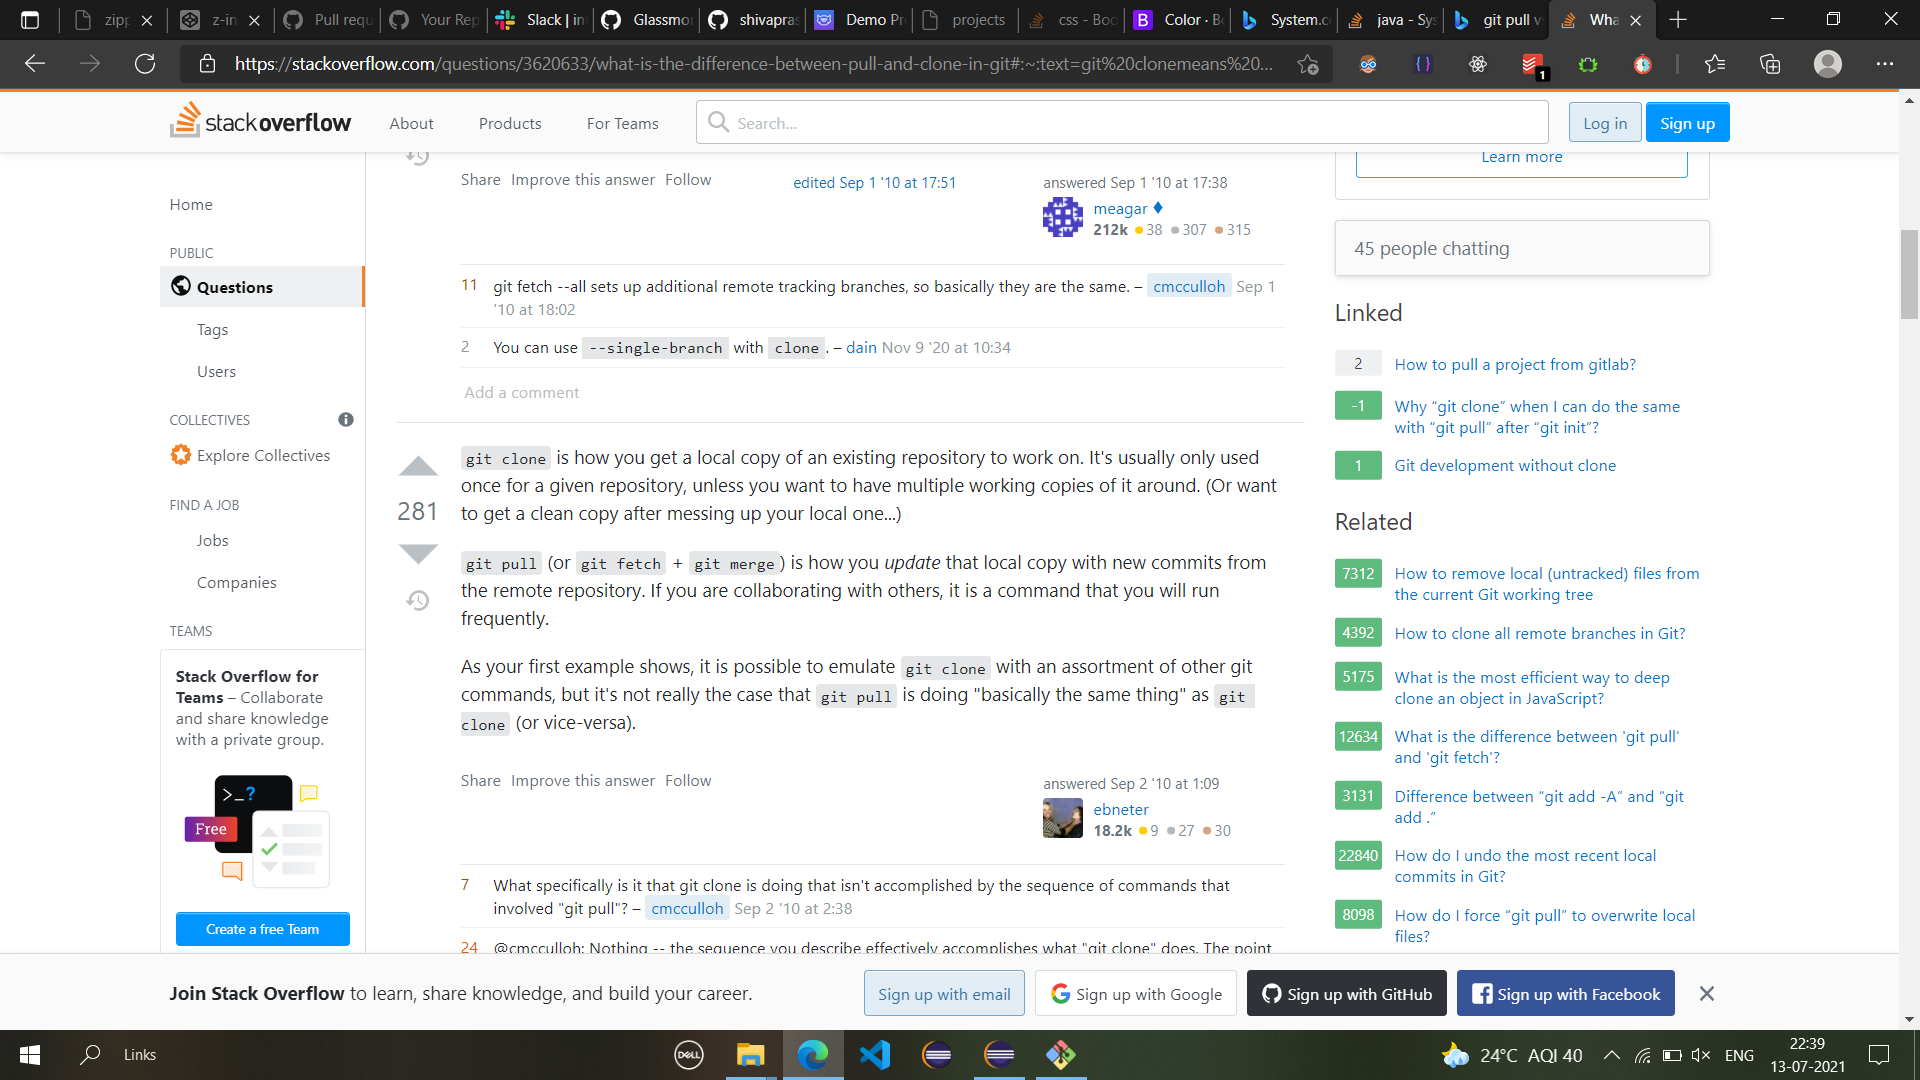 zipp
z-in
Pull requ
Your Rep
Slack | in
Glassmor
shivapras
Demo Pr
projects
css - Boo
Color · Bo
System.co
java - Sys
git pull vs
Wha
https://stackoverflow.com/questions/3620633/what-is-the-difference-between-pull-and-clone-in-git#:~:text=git%20clonemeans%20...
1
stack overflow
About
Products
For Teams
Search...
Log in
Sign up
Home
PUBLIC
Questions
Tags
Users
COLLECTIVES
Explore Collectives
FIND A JOB
Jobs
Companies
TEAMS
Stack Overflow for
Teams – Collaborate
and share knowledge
with a private group.
>_?
Free
Create a free Team
Share Improve this answer Follow
edited Sep 1 '10 at 17:51
answered Sep 1 '10 at 17:38
meagar ♦
212k 38 307 315
11 git fetch --all sets up additional remote tracking branches, so basically they are the same. – cmcculloh Sep 1
'10 at 18:02
2 You can use --single-branch with clone. – dain Nov 9 '20 at 10:34
Add a comment
281
git clone is how you get a local copy of an existing repository to work on. It's usually only used
once for a given repository, unless you want to have multiple working copies of it around. (Or want
to get a clean copy after messing up your local one...)
git pull (or git fetch + git merge) is how you update that local copy with new commits from
the remote repository. If you are collaborating with others, it is a command that you will run
frequently.
As your first example shows, it is possible to emulate git clone with an assortment of other git
commands, but it's not really the case that git pull is doing "basically the same thing" as git
clone (or vice-versa).
Share Improve this answer Follow
answered Sep 2 '10 at 1:09
ebneter
18.2k 9 27 30
7 What specifically is it that git clone is doing that isn't accomplished by the sequence of commands that
involved "git pull"? – cmcculloh Sep 2 '10 at 2:38
24 @cmcculloh: Nothing -- the sequence you describe effectively accomplishes what "git clone" does. The point
Learn more
45 people chatting
Linked
2 How to pull a project from gitlab?
-1 Why “git clone” when I can do the same
with “git pull” after “git init”?
1 Git development without clone
Related
7312 How to remove local (untracked) files from
the current Git working tree
4392 How to clone all remote branches in Git?
5175 What is the most efficient way to deep
clone an object in JavaScript?
12634 What is the difference between 'git pull'
and 'git fetch'?
3131 Difference between “git add -A” and “git
add .”
22840 How do I undo the most recent local
commits in Git?
8098 How do I force “git pull” to overwrite local
files?
Join Stack Overflow to learn, share knowledge, and build your career.
Sign up with email
Sign up with Google
Sign up with GitHub
Sign up with Facebook
Links
DELL
24°C AQI 40
ENG
22:39
13-07-2021